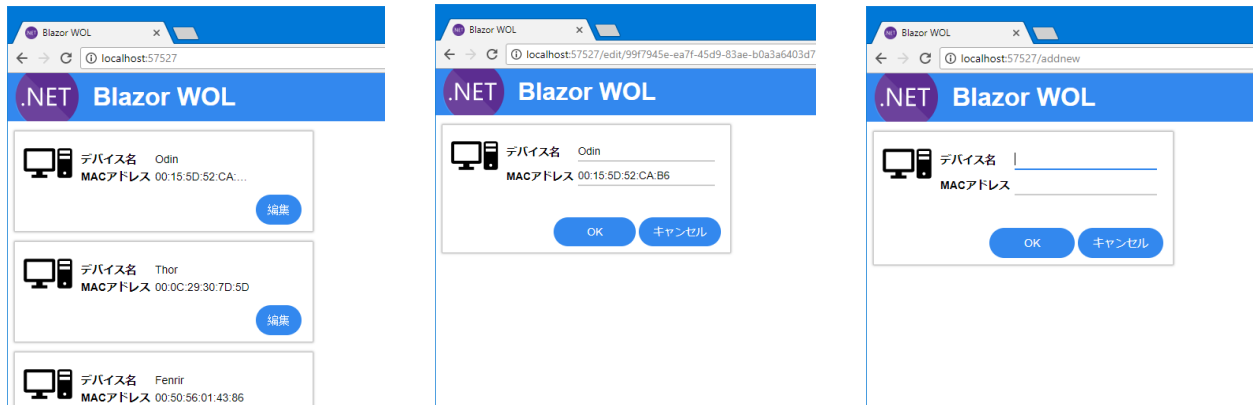 Blazor WOL
localhost:57527
.NET Blazor WOL
デバイス名 Odin
MACアドレス 00:15:5D:52:CA:...
編集
デバイス名 Thor
MACアドレス 00:0C:29:30:7D:5D
編集
デバイス名 Fenrir
MACアドレス 00:50:56:01:43:86
Blazor WOL
localhost:57527/edit/99f7945e-ea7f-45d9-83ae-b0a3a6403d7
.NET Blazor WOL
デバイス名 Odin
MACアドレス 00:15:5D:52:CA:B6
OK キャンセル
Blazor WOL
localhost:57527/addnew
.NET Blazor WOL
デバイス名
MACアドレス
OK キャンセル